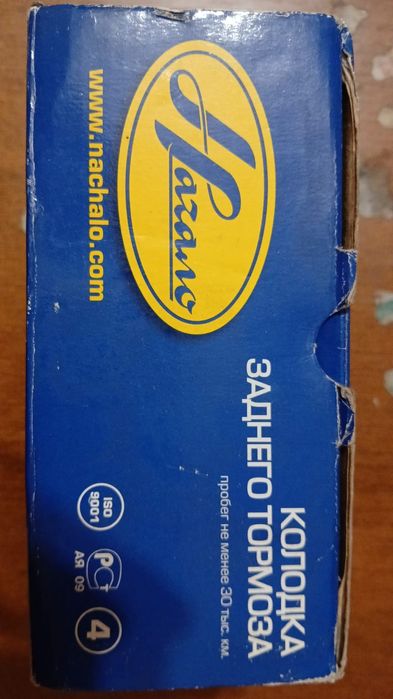 Начало
www.nachalo.com
КОЛОДКА
ЗАДНЕГО ТОРМОЗА
пробег не менее 30 тыс. км.
ISO
9001
РСТ
АЯ 09
4